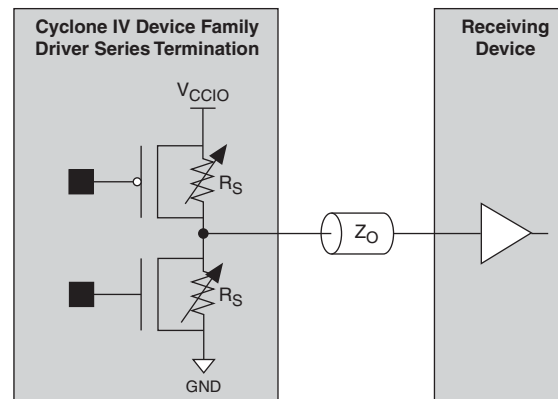 Cyclone IV Device Family
Driver Series Termination
Receiving
Device
VCCIO
RS
ZO
RS
GND